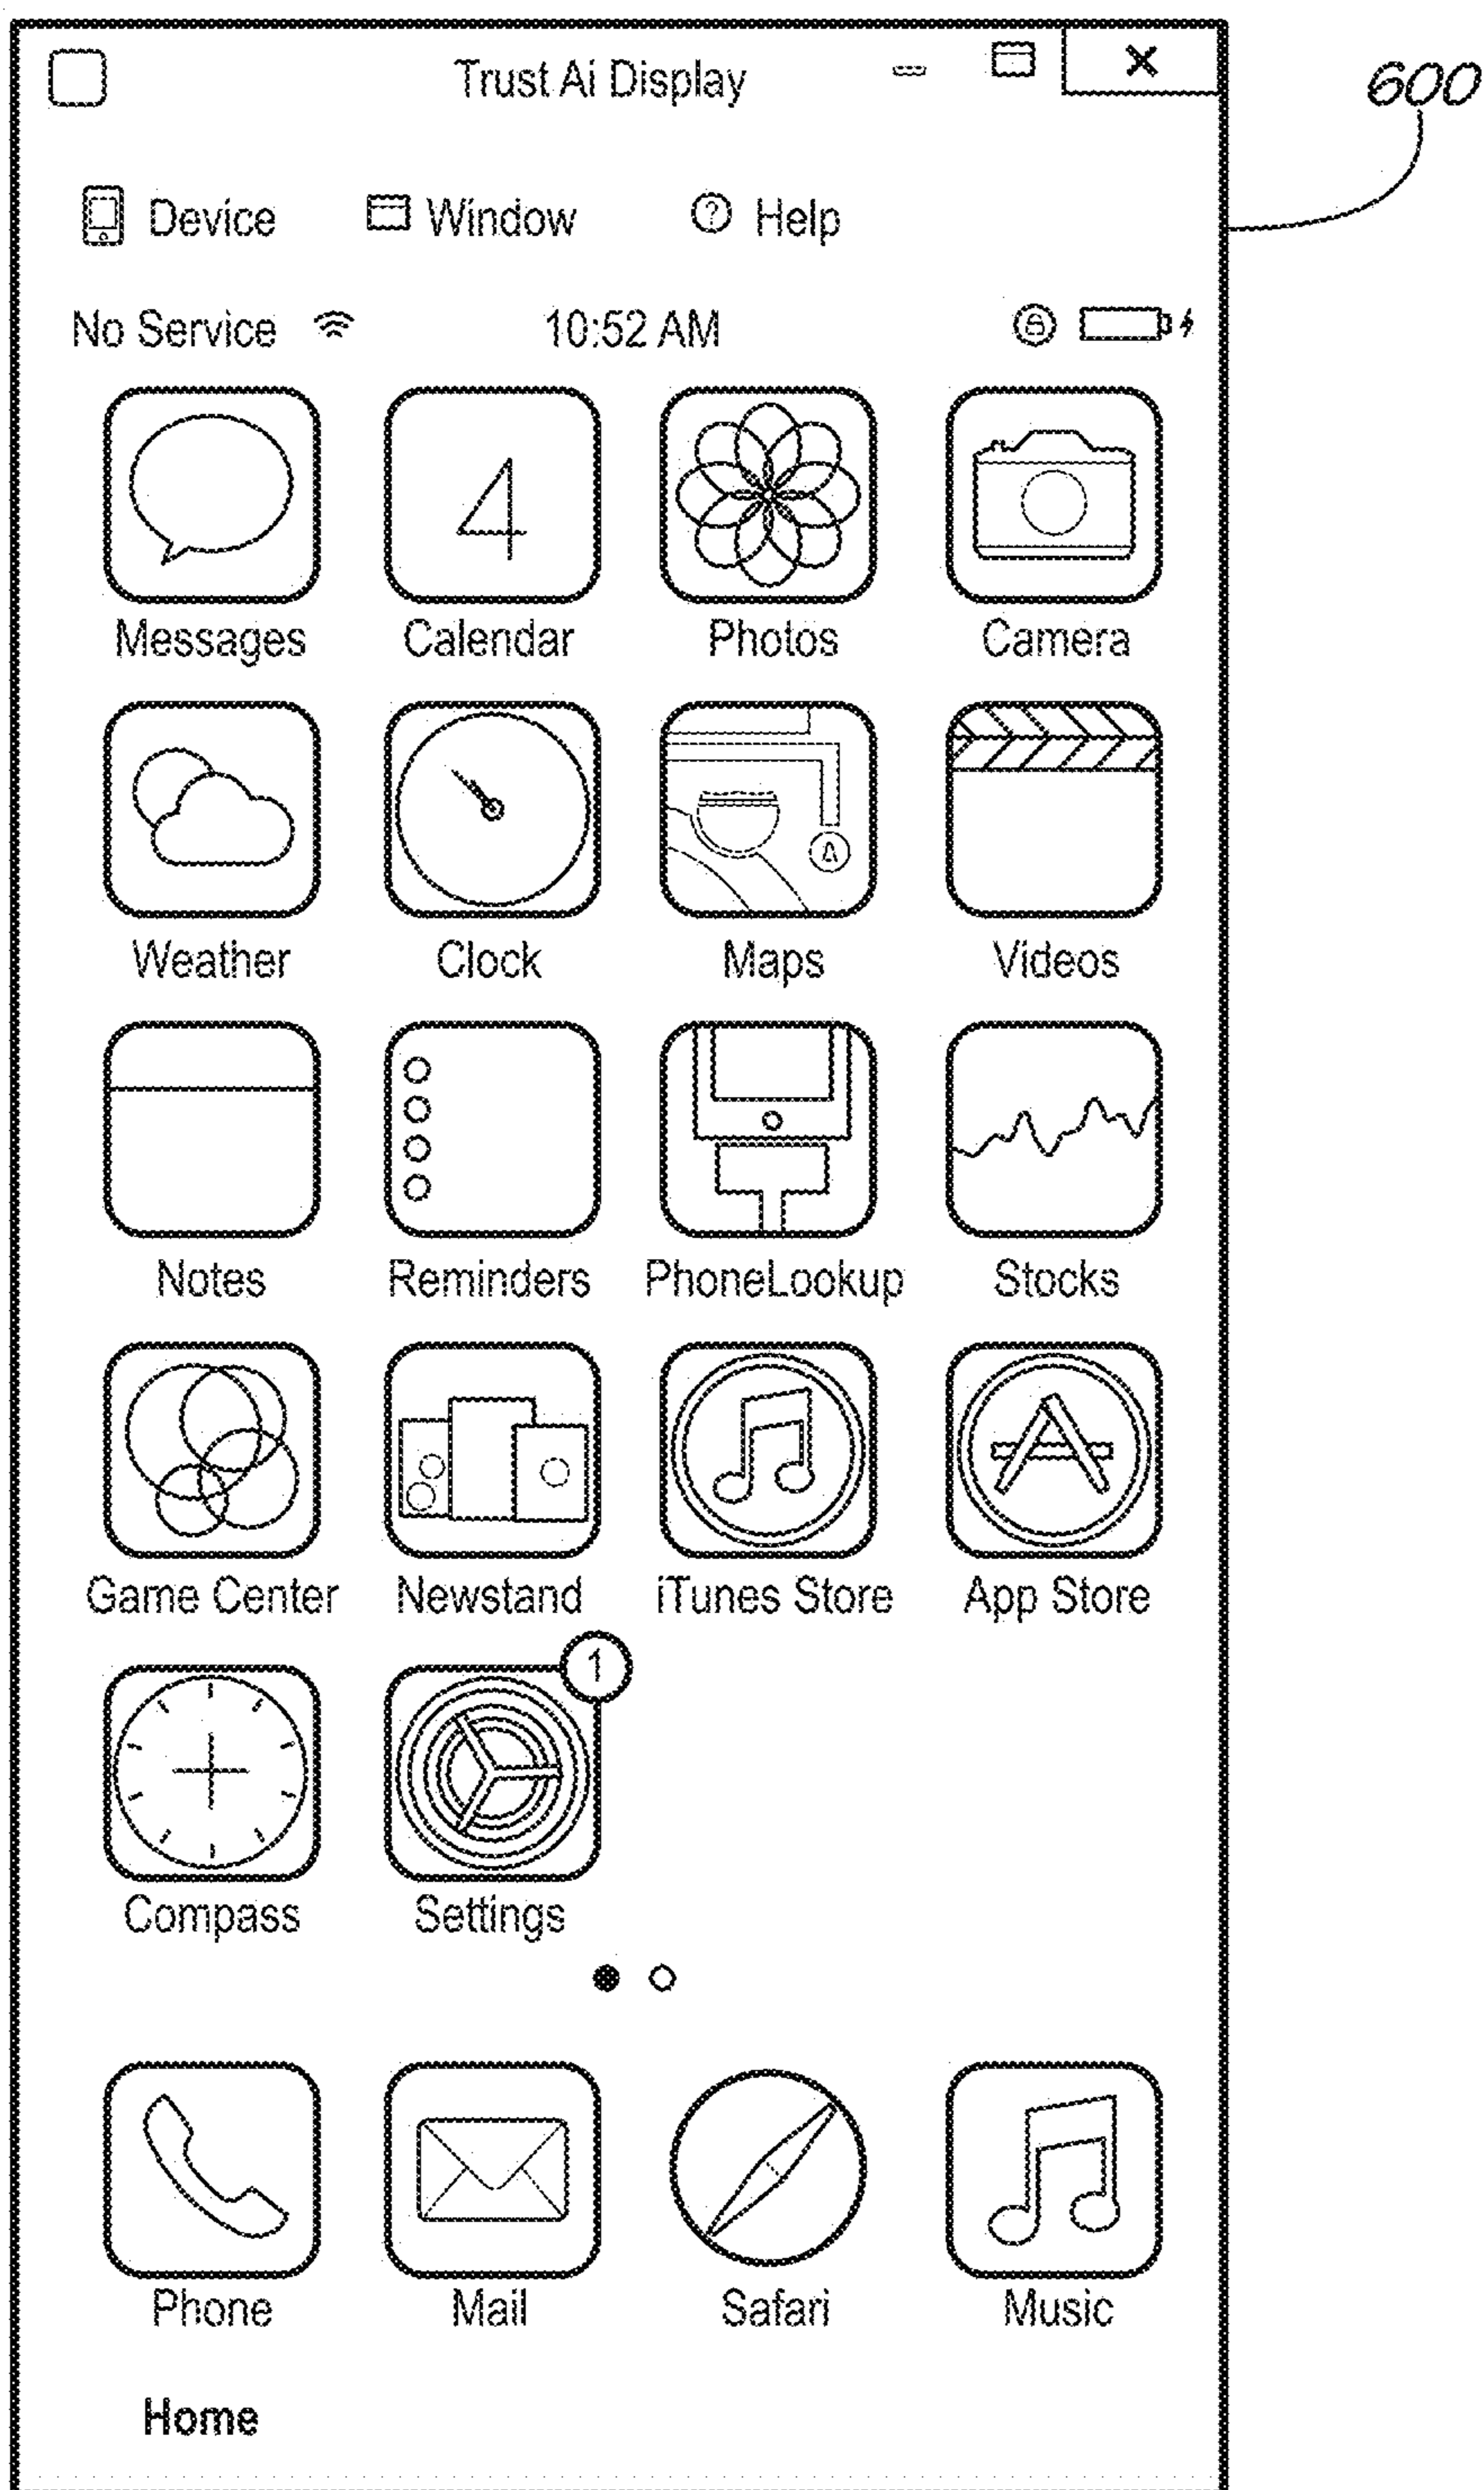 Trust Ai Display
600
Device Window ? Help
No Service 10:52 AM
4
Messages Calendar Photos Camera
A
Weather Clock Maps Videos
Notes Reminders PhoneLookup Stocks
Game Center Newstand iTunes Store App Store
1
Compass Settings
Phone Mail Safari Music
Home